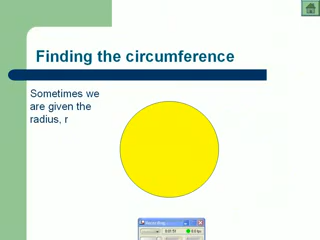 Finding the circumference
Sometimes we
are given the
radius, r